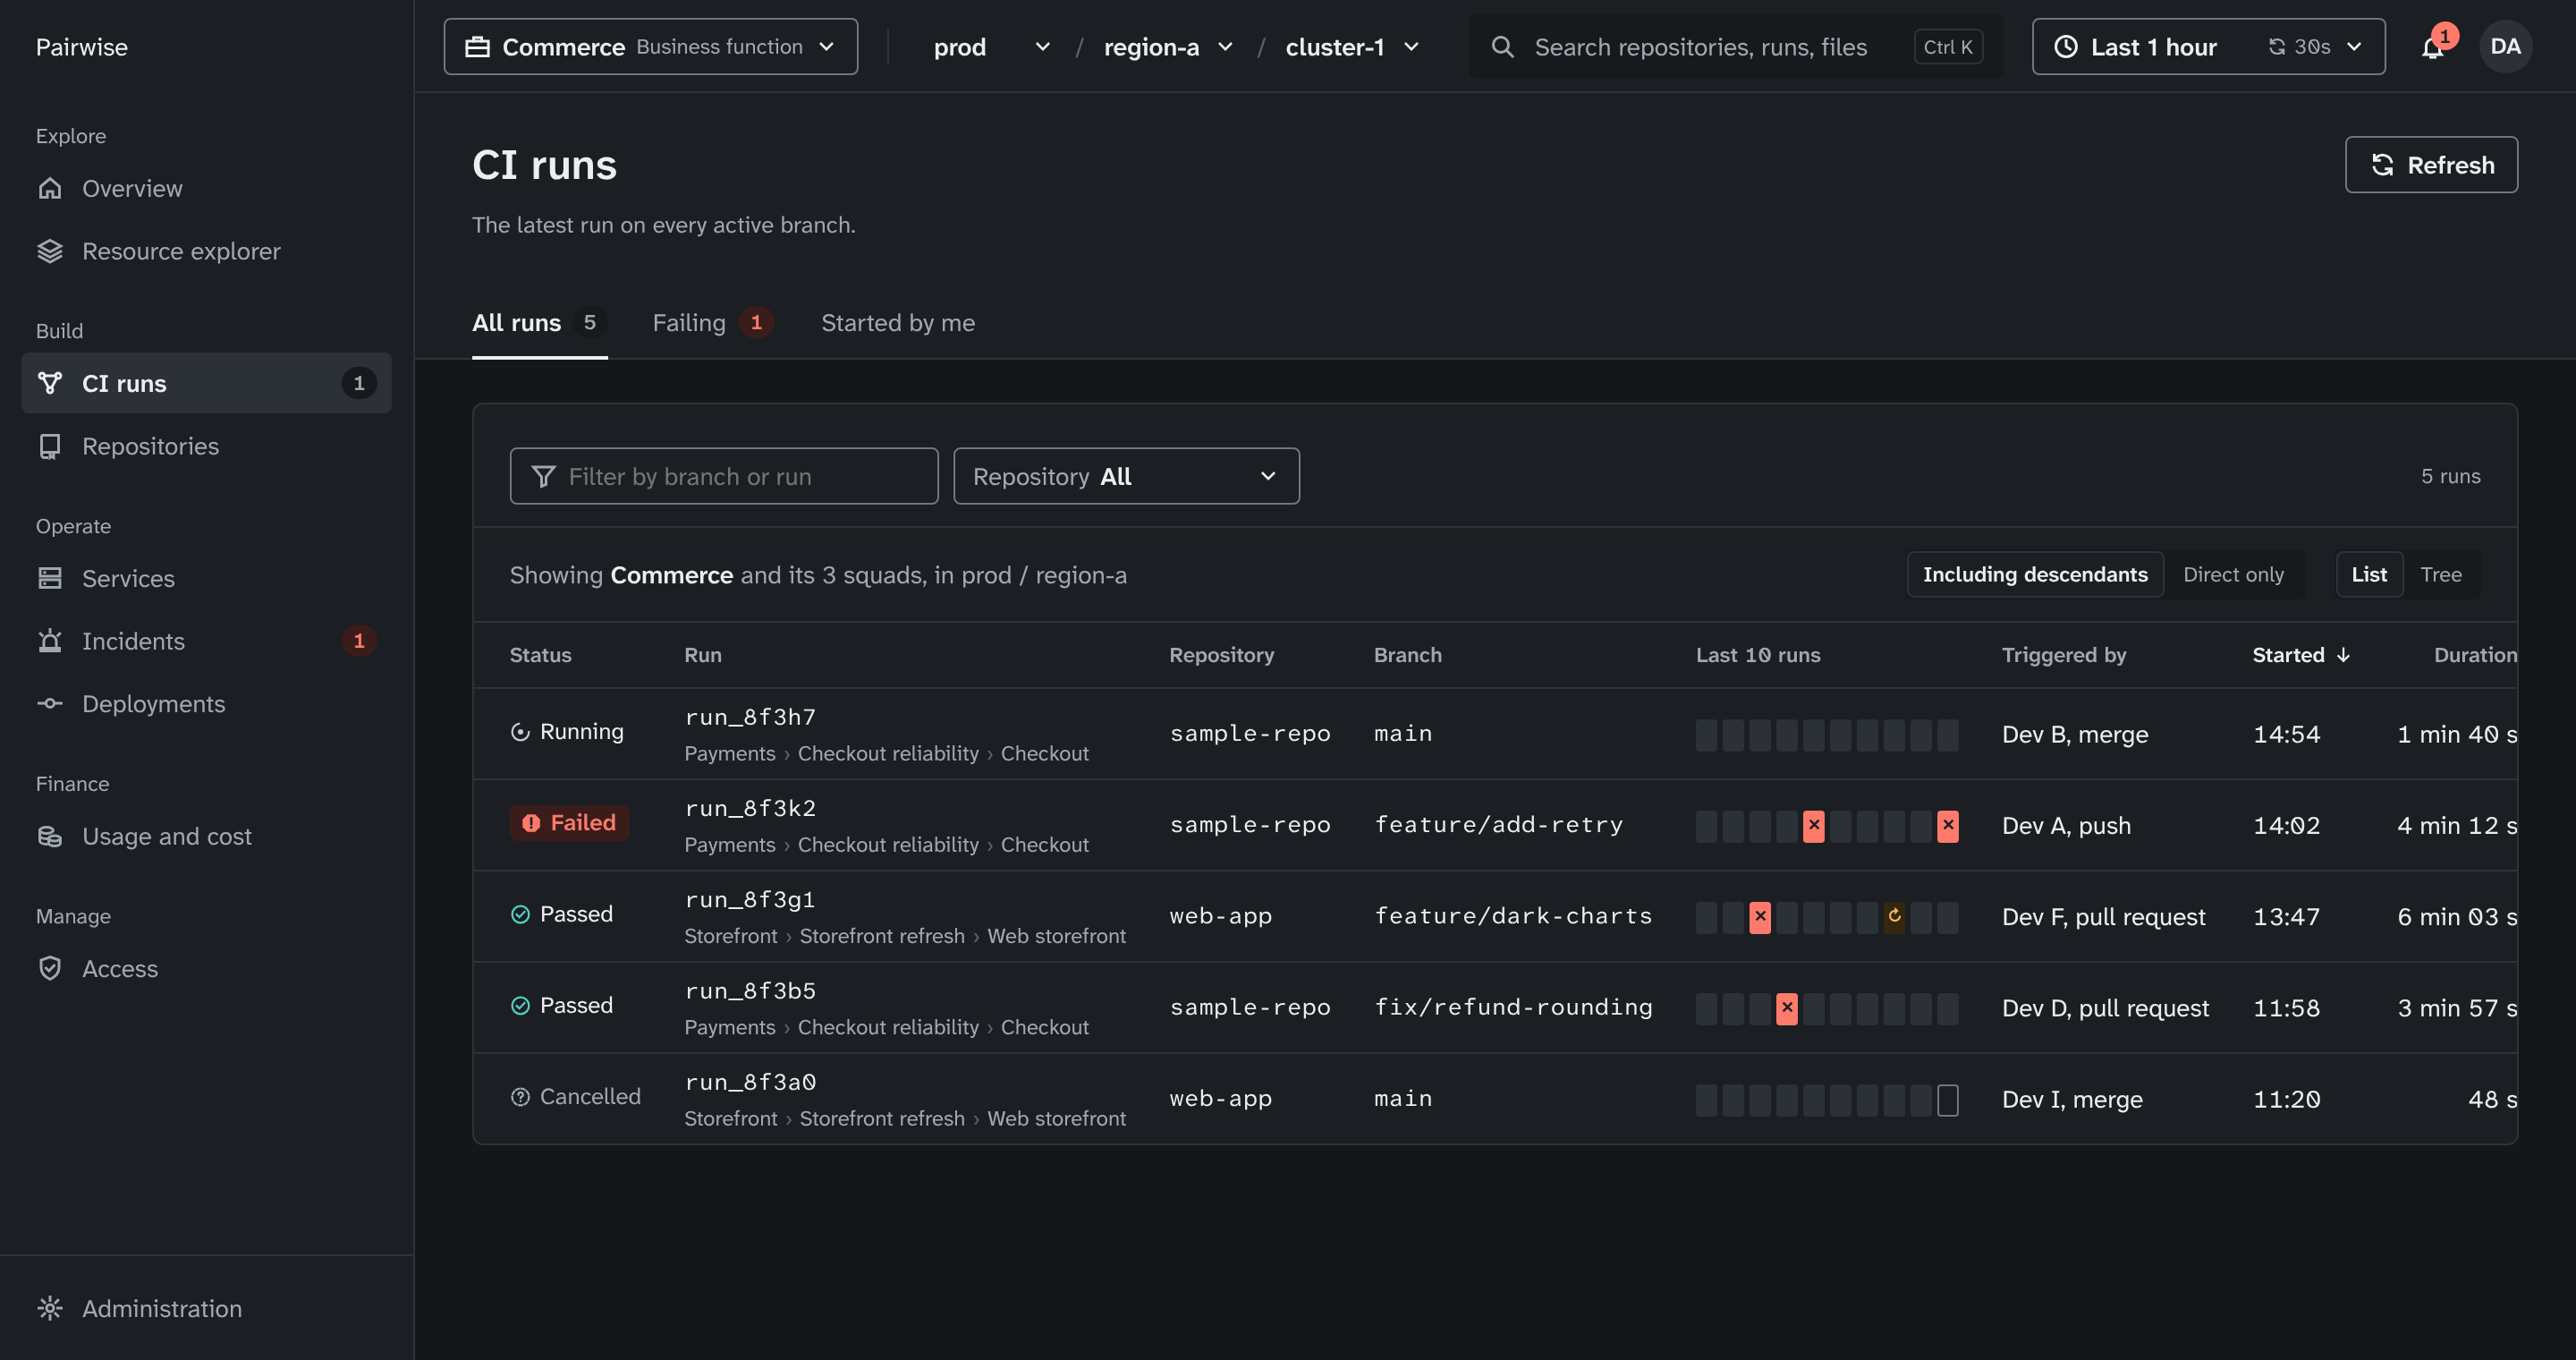 Pairwise
Commerce Business function
prod / region-a / cluster-1
Search repositories, runs, files Ctrl K
Last 1 hour 30s
1
DA
Explore
Overview
Resource explorer
Build
CI runs 1
Repositories
Operate
Services
Incidents 1
Deployments
Finance
Usage and cost
Manage
Access
Administration
CI runs
Refresh
The latest run on every active branch.
All runs 5 Failing 1 Started by me
Filter by branch or run Repository All 5 runs
Showing Commerce and its 3 squads, in prod / region-a Including descendants Direct only List Tree
Status Run Repository Branch Last 10 runs Triggered by Started ↓ Duration
Running run_8f3h7 sample-repo main Dev B, merge 14:54 1 min 40 s
Payments › Checkout reliability › Checkout
Failed run_8f3k2 sample-repo feature/add-retry Dev A, push 14:02 4 min 12 s
Payments › Checkout reliability › Checkout
Passed run_8f3g1 web-app feature/dark-charts Dev F, pull request 13:47 6 min 03 s
Storefront › Storefront refresh › Web storefront
Passed run_8f3b5 sample-repo fix/refund-rounding Dev D, pull request 11:58 3 min 57 s
Payments › Checkout reliability › Checkout
Cancelled run_8f3a0 web-app main Dev I, merge 11:20 48 s
Storefront › Storefront refresh › Web storefront